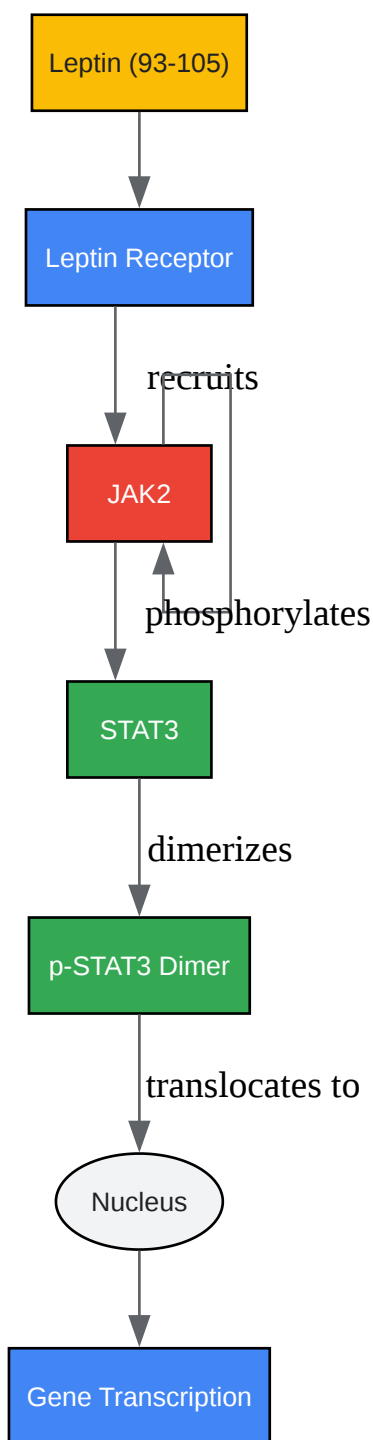 Leptin (93-105)
Leptin Receptor
recruits
JAK2
phosphorylates
STAT3
dimerizes
p-STAT3 Dimer
translocates to
Nucleus
Gene Transcription